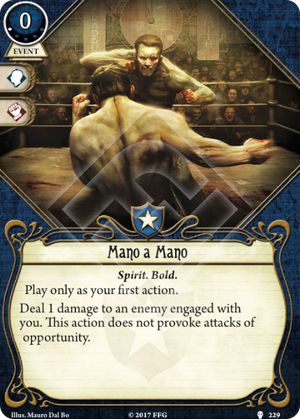 0
EVENT
Mano a Mano
Spirit. Bold.
Play only as your first action.
Deal 1 damage to an enemy engaged with
you. This action does not provoke attacks of
opportunity.
Illus. Mauro Dal Bo
© 2017 FFG
229